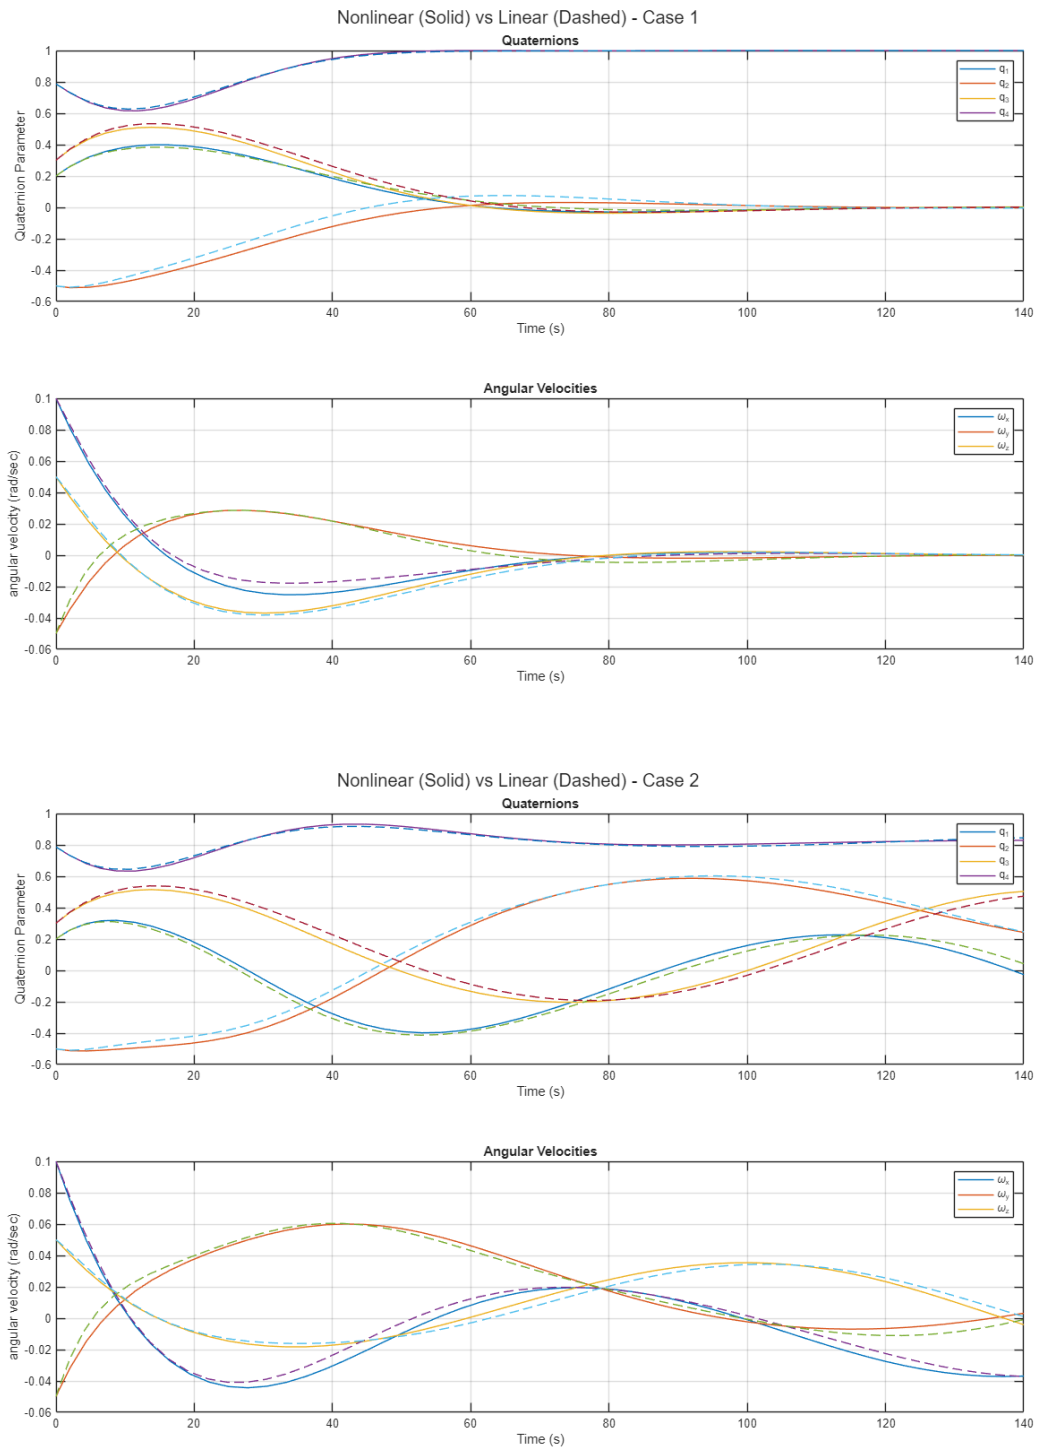 Nonlinear (Solid) vs Linear (Dashed) - Case 1
Quaternions
1
0.8
0.6
0.4
0.2
0
-0.2
-0.4
-0.6
Quaternion Parameter
q₁
q₂
q₃
q₄
0 20 40 60 80 100 120 140
Time (s)
Angular Velocities
0.1
0.08
0.06
0.04
0.02
0
-0.02
-0.04
-0.06
angular velocity (rad/sec)
ωₓ
ωᵧ
ω_z
0 20 40 60 80 100 120 140
Time (s)
Nonlinear (Solid) vs Linear (Dashed) - Case 2
Quaternions
1
0.8
0.6
0.4
0.2
0
-0.2
-0.4
-0.6
Quaternion Parameter
q₁
q₂
q₃
q₄
0 20 40 60 80 100 120 140
Time (s)
Angular Velocities
0.1
0.08
0.06
0.04
0.02
0
-0.02
-0.04
-0.06
angular velocity (rad/sec)
ωₓ
ωᵧ
ω_z
0 20 40 60 80 100 120 140
Time (s)